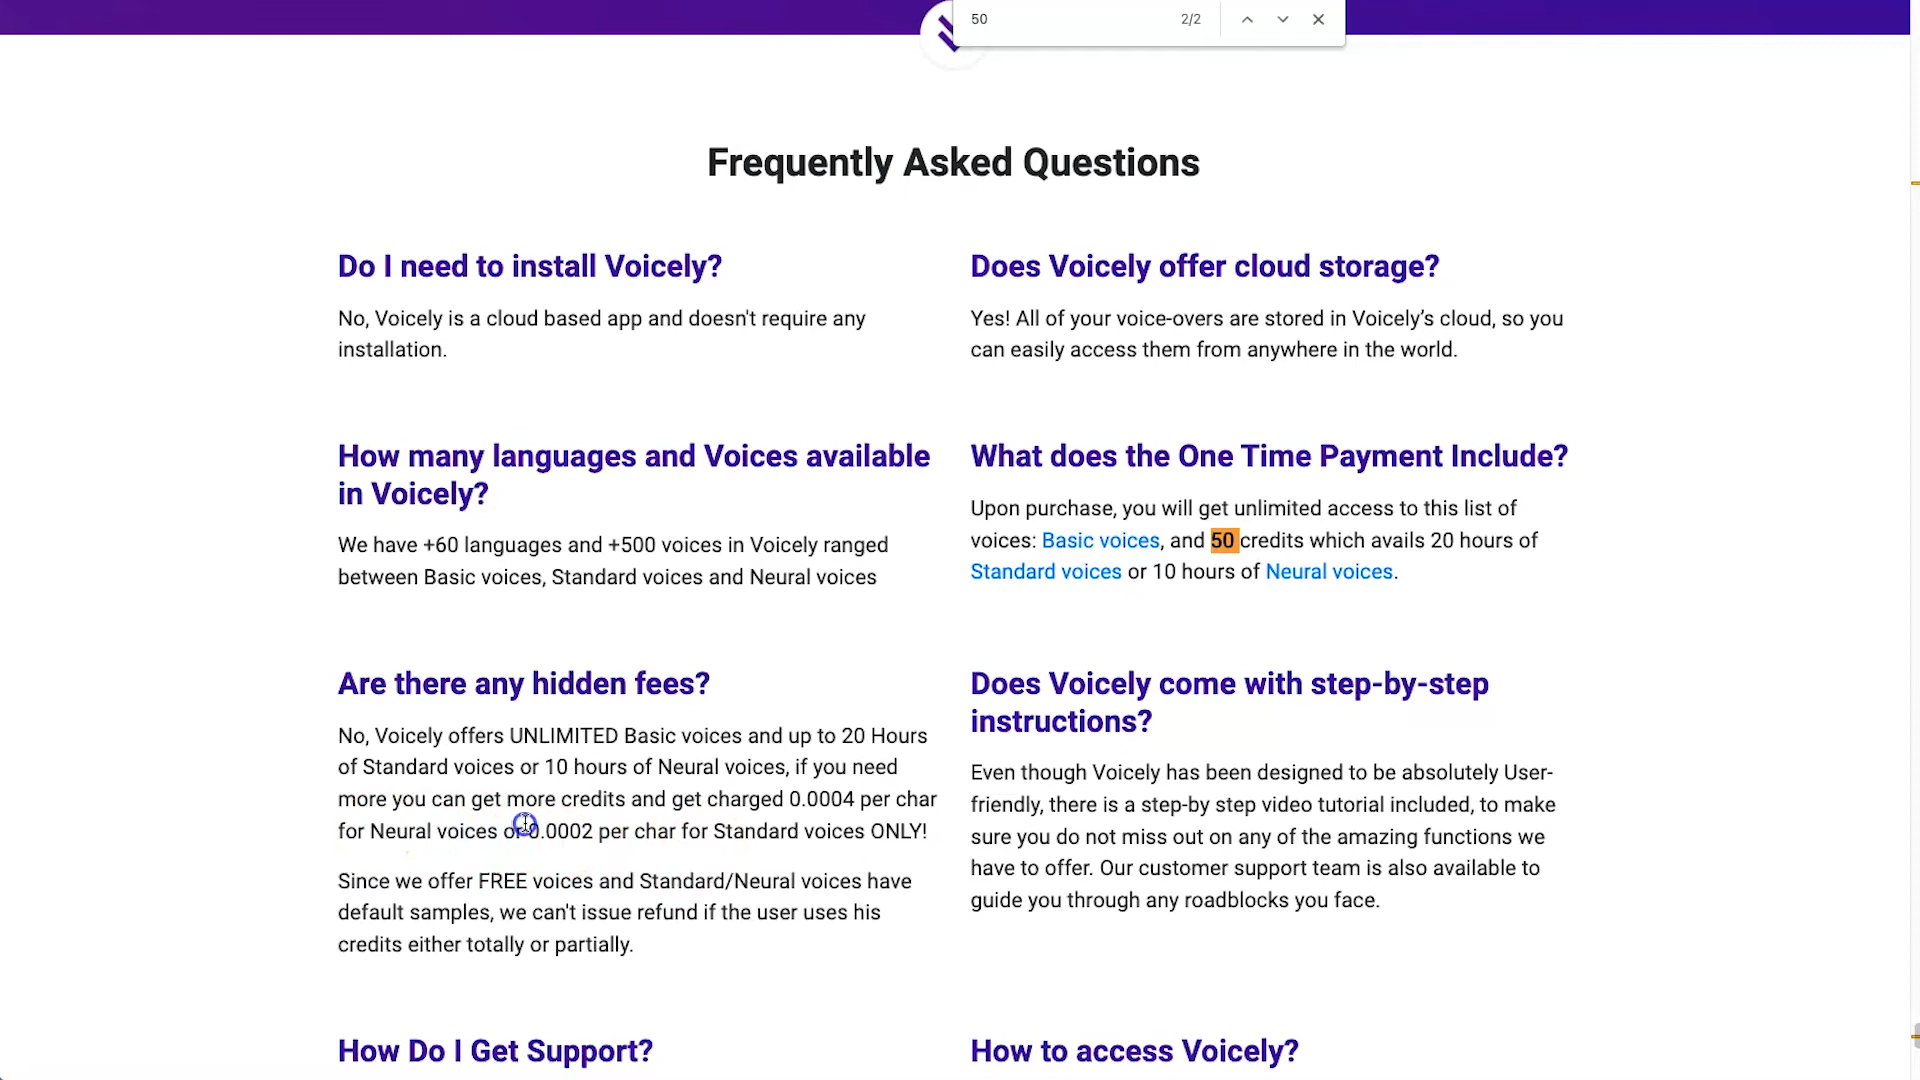 50
2/2
Frequently Asked Questions
Do I need to install Voicely?
No, Voicely is a cloud based app and doesn't require any
installation.
Does Voicely offer cloud storage?
Yes! All of your voice-overs are stored in Voicely’s cloud, so you
can easily access them from anywhere in the world.
How many languages and Voices available
in Voicely?
We have +60 languages and +500 voices in Voicely ranged
between Basic voices, Standard voices and Neural voices
What does the One Time Payment Include?
Upon purchase, you will get unlimited access to this list of
voices: Basic voices, and 50 credits which avails 20 hours of
Standard voices or 10 hours of Neural voices.
Are there any hidden fees?
No, Voicely offers UNLIMITED Basic voices and up to 20 Hours
of Standard voices or 10 hours of Neural voices, if you need
more you can get more credits and get charged 0.0004 per char
for Neural voices or 0.0002 per char for Standard voices ONLY!
Since we offer FREE voices and Standard/Neural voices have
default samples, we can't issue refund if the user uses his
credits either totally or partially.
Does Voicely come with step-by-step
instructions?
Even though Voicely has been designed to be absolutely User-
friendly, there is a step-by step video tutorial included, to make
sure you do not miss out on any of the amazing functions we
have to offer. Our customer support team is also available to
guide you through any roadblocks you face.
How Do I Get Support?
How to access Voicely?